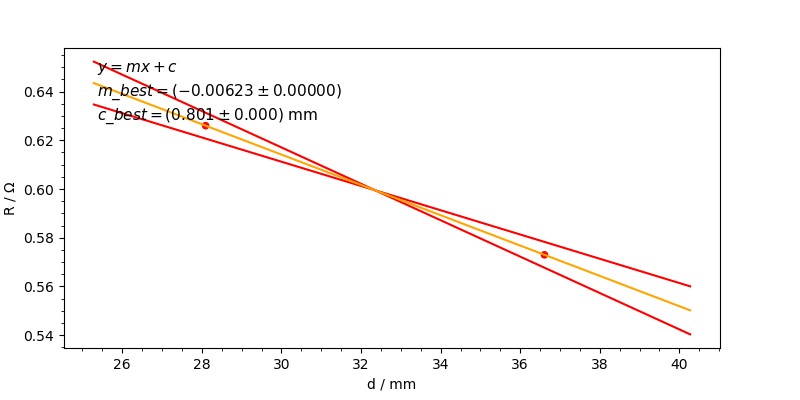 y = mx + c
m_best = (−0.00623 ± 0.00000)
c_best = (0.801 ± 0.000) mm
0.64
0.62
0.60
0.58
0.56
0.54
R / Ω
26
28
30
32
34
36
38
40
d / mm